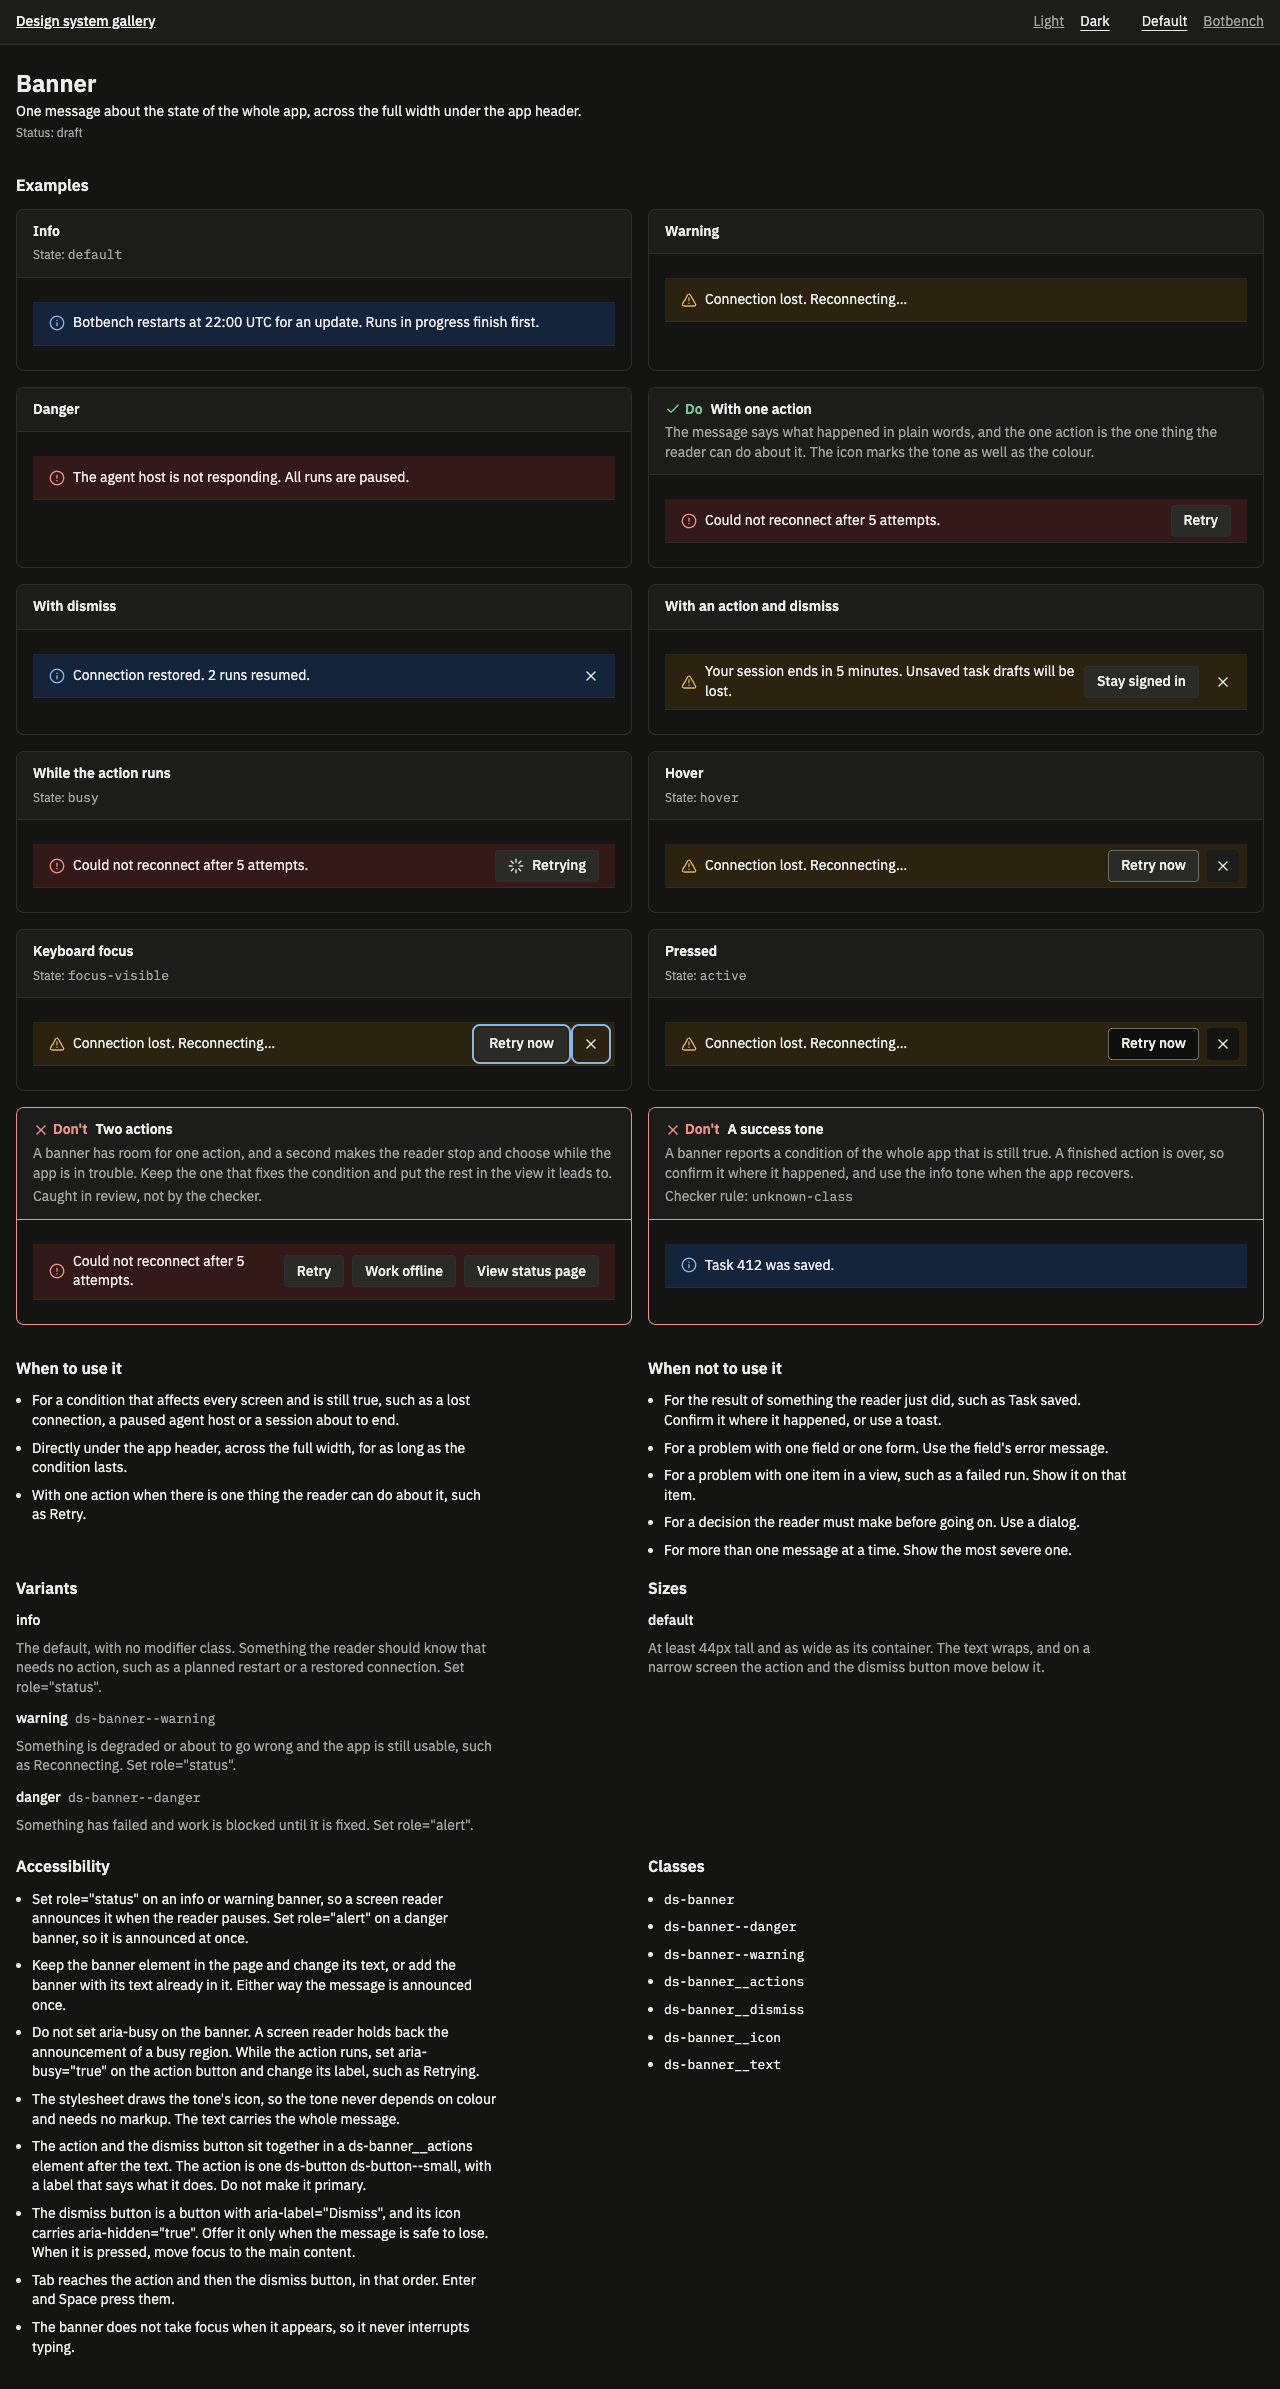 Design system gallery
Light Dark Default Botbench
Banner
One message about the state of the whole app, across the full width under the app header.
Status: draft
Examples
Info
State: default
Botbench restarts at 22:00 UTC for an update. Runs in progress finish first.
Warning
Connection lost. Reconnecting...
Danger
The agent host is not responding. All runs are paused.
Do With one action
The message says what happened in plain words, and the one action is the one thing the
reader can do about it. The icon marks the tone as well as the colour.
Could not reconnect after 5 attempts. Retry
With dismiss
Connection restored. 2 runs resumed.
With an action and dismiss
Your session ends in 5 minutes. Unsaved task drafts will be
lost.
Stay signed in
While the action runs
State: busy
Could not reconnect after 5 attempts. Retrying
Hover
State: hover
Connection lost. Reconnecting... Retry now
Keyboard focus
State: focus-visible
Connection lost. Reconnecting... Retry now
Pressed
State: active
Connection lost. Reconnecting... Retry now
Don't Two actions
A banner has room for one action, and a second makes the reader stop and choose while the
app is in trouble. Keep the one that fixes the condition and put the rest in the view it leads to.
Caught in review, not by the checker.
Could not reconnect after 5
attempts.
Retry Work offline View status page
Don't A success tone
A banner reports a condition of the whole app that is still true. A finished action is over, so
confirm it where it happened, and use the info tone when the app recovers.
Checker rule: unknown-class
Task 412 was saved.
When to use it
For a condition that affects every screen and is still true, such as a lost
connection, a paused agent host or a session about to end.
Directly under the app header, across the full width, for as long as the
condition lasts.
With one action when there is one thing the reader can do about it, such
as Retry.
When not to use it
For the result of something the reader just did, such as Task saved.
Confirm it where it happened, or use a toast.
For a problem with one field or one form. Use the field's error message.
For a problem with one item in a view, such as a failed run. Show it on that
item.
For a decision the reader must make before going on. Use a dialog.
For more than one message at a time. Show the most severe one.
Variants
info
The default, with no modifier class. Something the reader should know that
needs no action, such as a planned restart or a restored connection. Set
role="status".
warning ds-banner--warning
Something is degraded or about to go wrong and the app is still usable, such
as Reconnecting. Set role="status".
danger ds-banner--danger
Something has failed and work is blocked until it is fixed. Set role="alert".
Sizes
default
At least 44px tall and as wide as its container. The text wraps, and on a
narrow screen the action and the dismiss button move below it.
Accessibility
Set role="status" on an info or warning banner, so a screen reader
announces it when the reader pauses. Set role="alert" on a danger
banner, so it is announced at once.
Keep the banner element in the page and change its text, or add the
banner with its text already in it. Either way the message is announced
once.
Do not set aria-busy on the banner. A screen reader holds back the
announcement of a busy region. While the action runs, set aria-
busy="true" on the action button and change its label, such as Retrying.
The stylesheet draws the tone's icon, so the tone never depends on colour
and needs no markup. The text carries the whole message.
The action and the dismiss button sit together in a ds-banner__actions
element after the text. The action is one ds-button ds-button--small, with
a label that says what it does. Do not make it primary.
The dismiss button is a button with aria-label="Dismiss", and its icon
carries aria-hidden="true". Offer it only when the message is safe to lose.
When it is pressed, move focus to the main content.
Tab reaches the action and then the dismiss button, in that order. Enter
and Space press them.
The banner does not take focus when it appears, so it never interrupts
typing.
Classes
ds-banner
ds-banner--danger
ds-banner--warning
ds-banner__actions
ds-banner__dismiss
ds-banner__icon
ds-banner__text